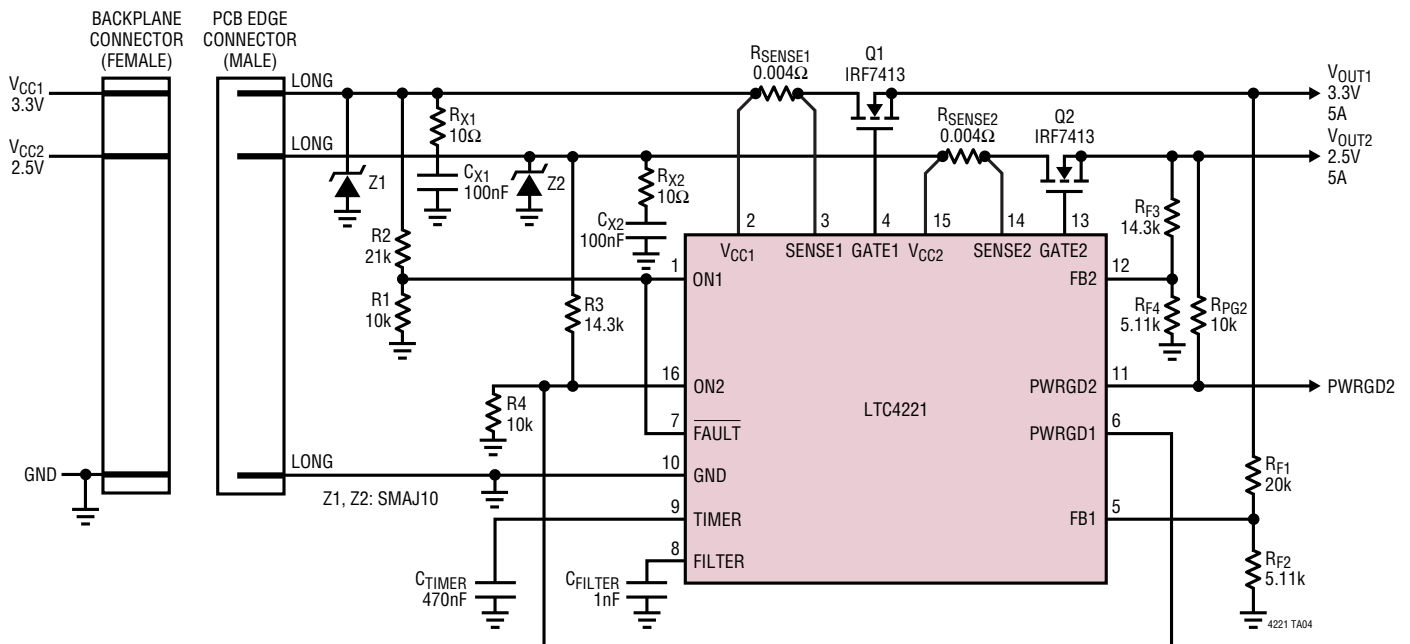 BACKPLANE
CONNECTOR
(FEMALE)
PCB EDGE
CONNECTOR
(MALE)
VCC1
3.3V
VCC2
2.5V
GND
LONG
LONG
LONG
Z1
RX1
10Ω
CX1
100nF
Z2
RX2
10Ω
CX2
100nF
R2
21k
R1
10k
R3
14.3k
R4
10k
Z1, Z2: SMAJ10
CTIMER
470nF
CFILTER
1nF
RSENSE1
0.004Ω
Q1
IRF7413
RSENSE2
0.004Ω
Q2
IRF7413
VOUT1
3.3V
5A
VOUT2
2.5V
5A
2
3
4
15
14
13
VCC1
SENSE1
GATE1
VCC2
SENSE2
GATE2
1
ON1
16
ON2
7
FAULT
10
GND
9
TIMER
8
FILTER
LTC4221
12
FB2
11
PWRGD2
6
PWRGD1
5
FB1
RF3
14.3k
RF4
5.11k
RPG2
10k
PWRGD2
RF1
20k
RF2
5.11k
4221 TA04